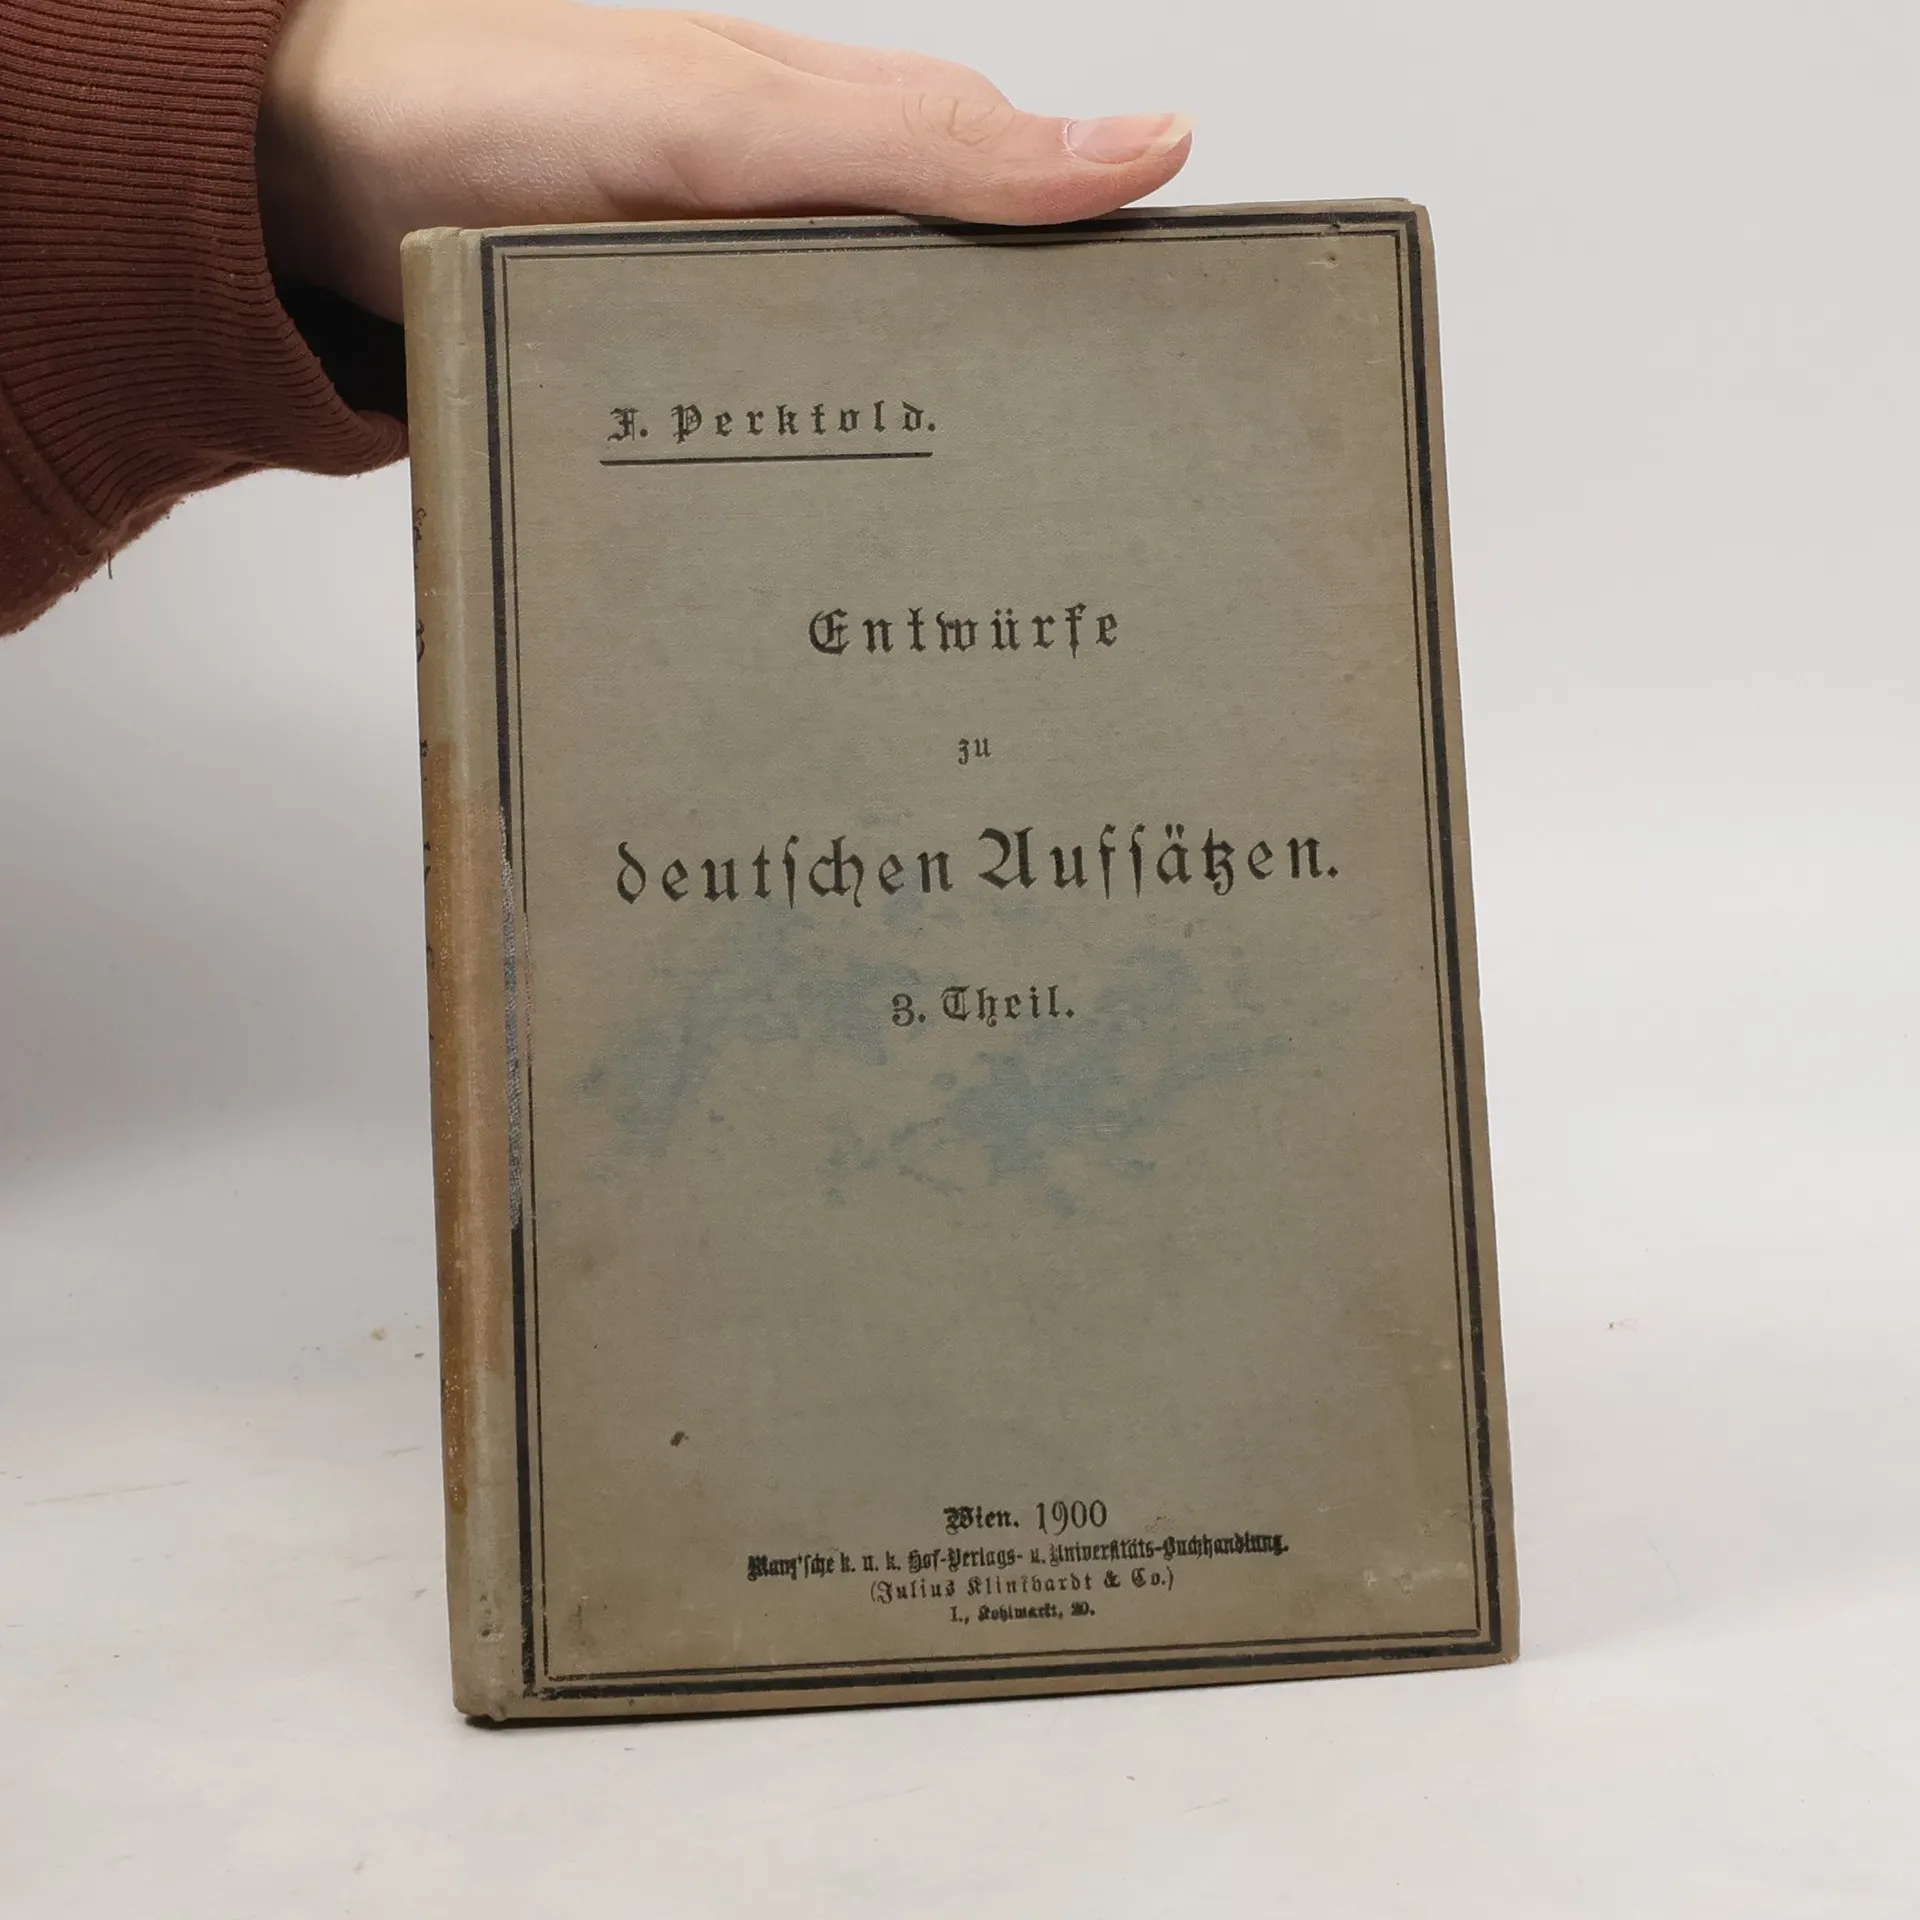 F. Perktold.
Entwürfe
zu
deutſchen Aufſätzen.
3. Theil.
Wien. 1900
Manz'ſche k. u. k. Hof-Verlags- u. Univerſitäts-Buchhandlung.
(Julius Klinkhardt & Co.)
I., Kohlmarkt, 20.